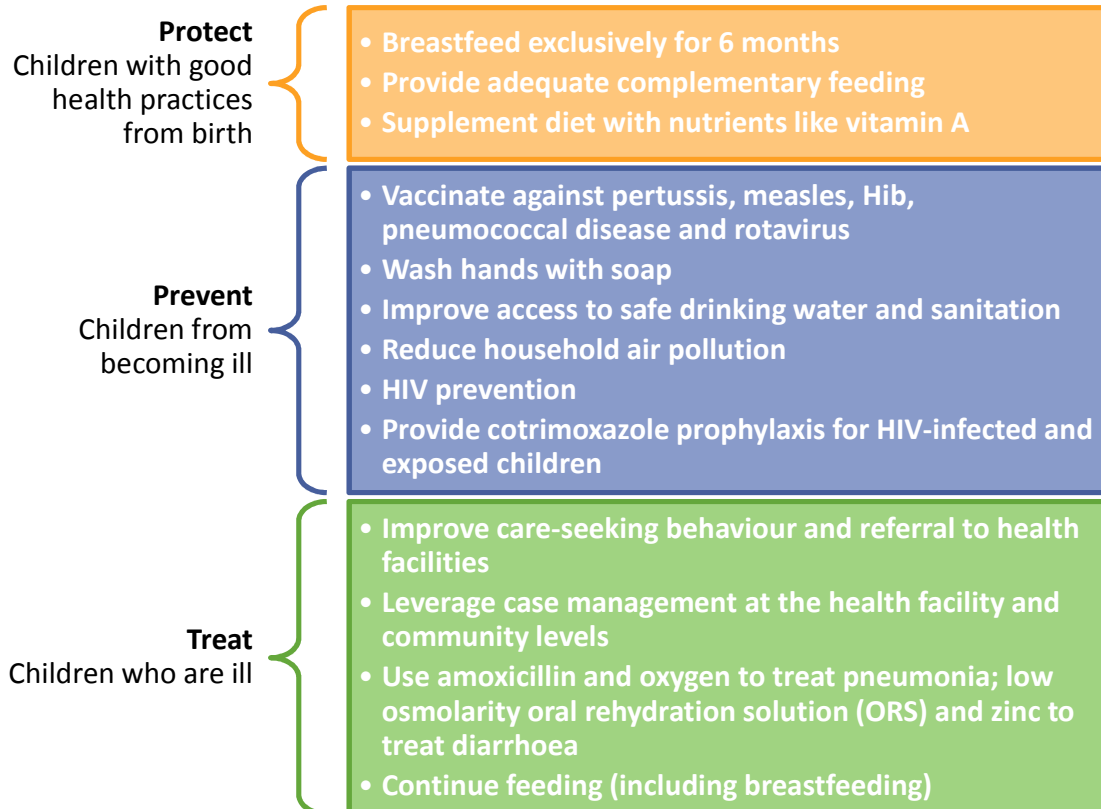 Protect
Children with good
health practices
from birth
• Breastfeed exclusively for 6 months
• Provide adequate complementary feeding
• Supplement diet with nutrients like vitamin A
Prevent
Children from
becoming ill
• Vaccinate against pertussis, measles, Hib,
pneumococcal disease and rotavirus
• Wash hands with soap
• Improve access to safe drinking water and sanitation
• Reduce household air pollution
• HIV prevention
• Provide cotrimoxazole prophylaxis for HIV-infected and
exposed children
Treat
Children who are ill
• Improve care-seeking behaviour and referral to health
facilities
• Leverage case management at the health facility and
community levels
• Use amoxicillin and oxygen to treat pneumonia; low
osmolarity oral rehydration solution (ORS) and zinc to
treat diarrhoea
• Continue feeding (including breastfeeding)